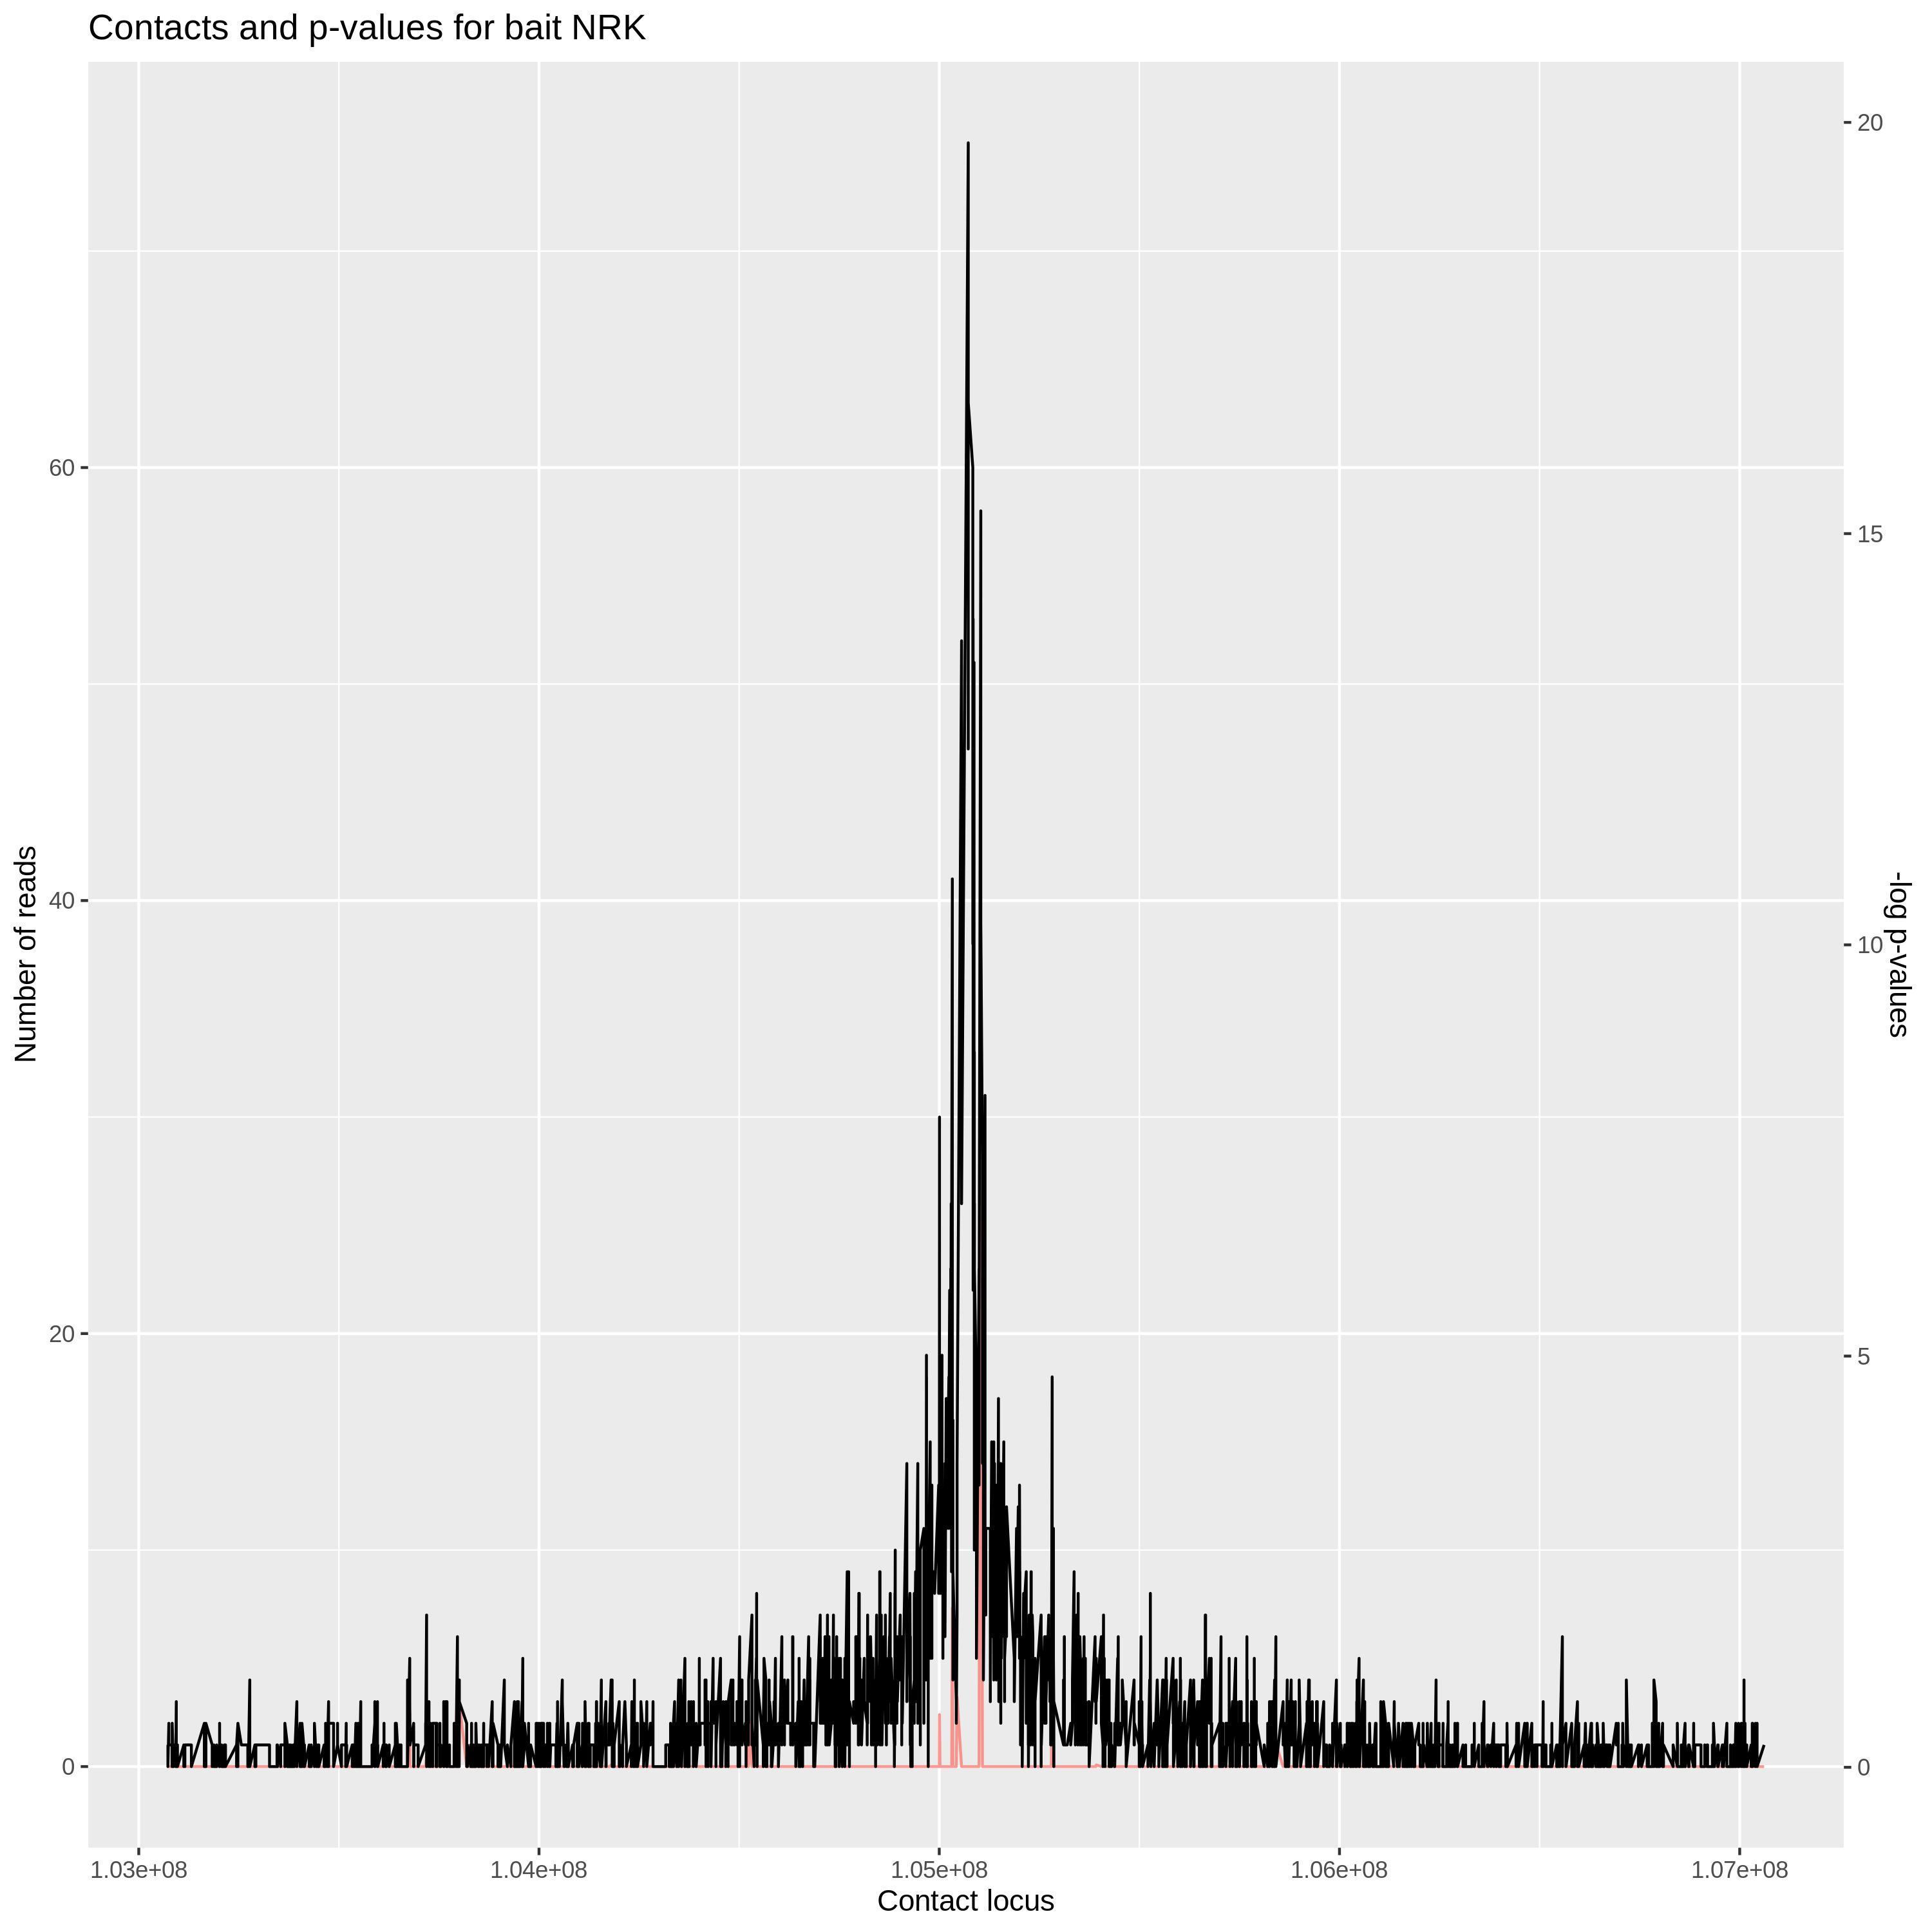 Contacts and p-values for bait NRK
20
15
10
5
0
60
40
20
0
Number of reads
-log p-values
1.03e+08 1.04e+08 1.05e+08 1.06e+08 1.07e+08
Contact locus